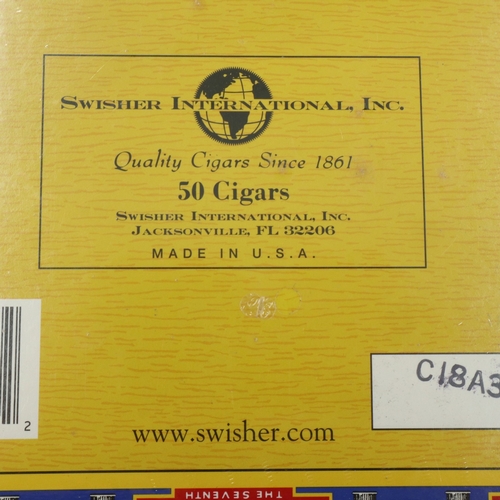 SWISHER INTERNATIONAL, INC.
Quality Cigars Since 1861
50 Cigars
SWISHER INTERNATIONAL, INC.
JACKSONVILLE, FL 32206
MADE IN U.S.A.
C18A3
2
www.swisher.com
THE SEVENTH